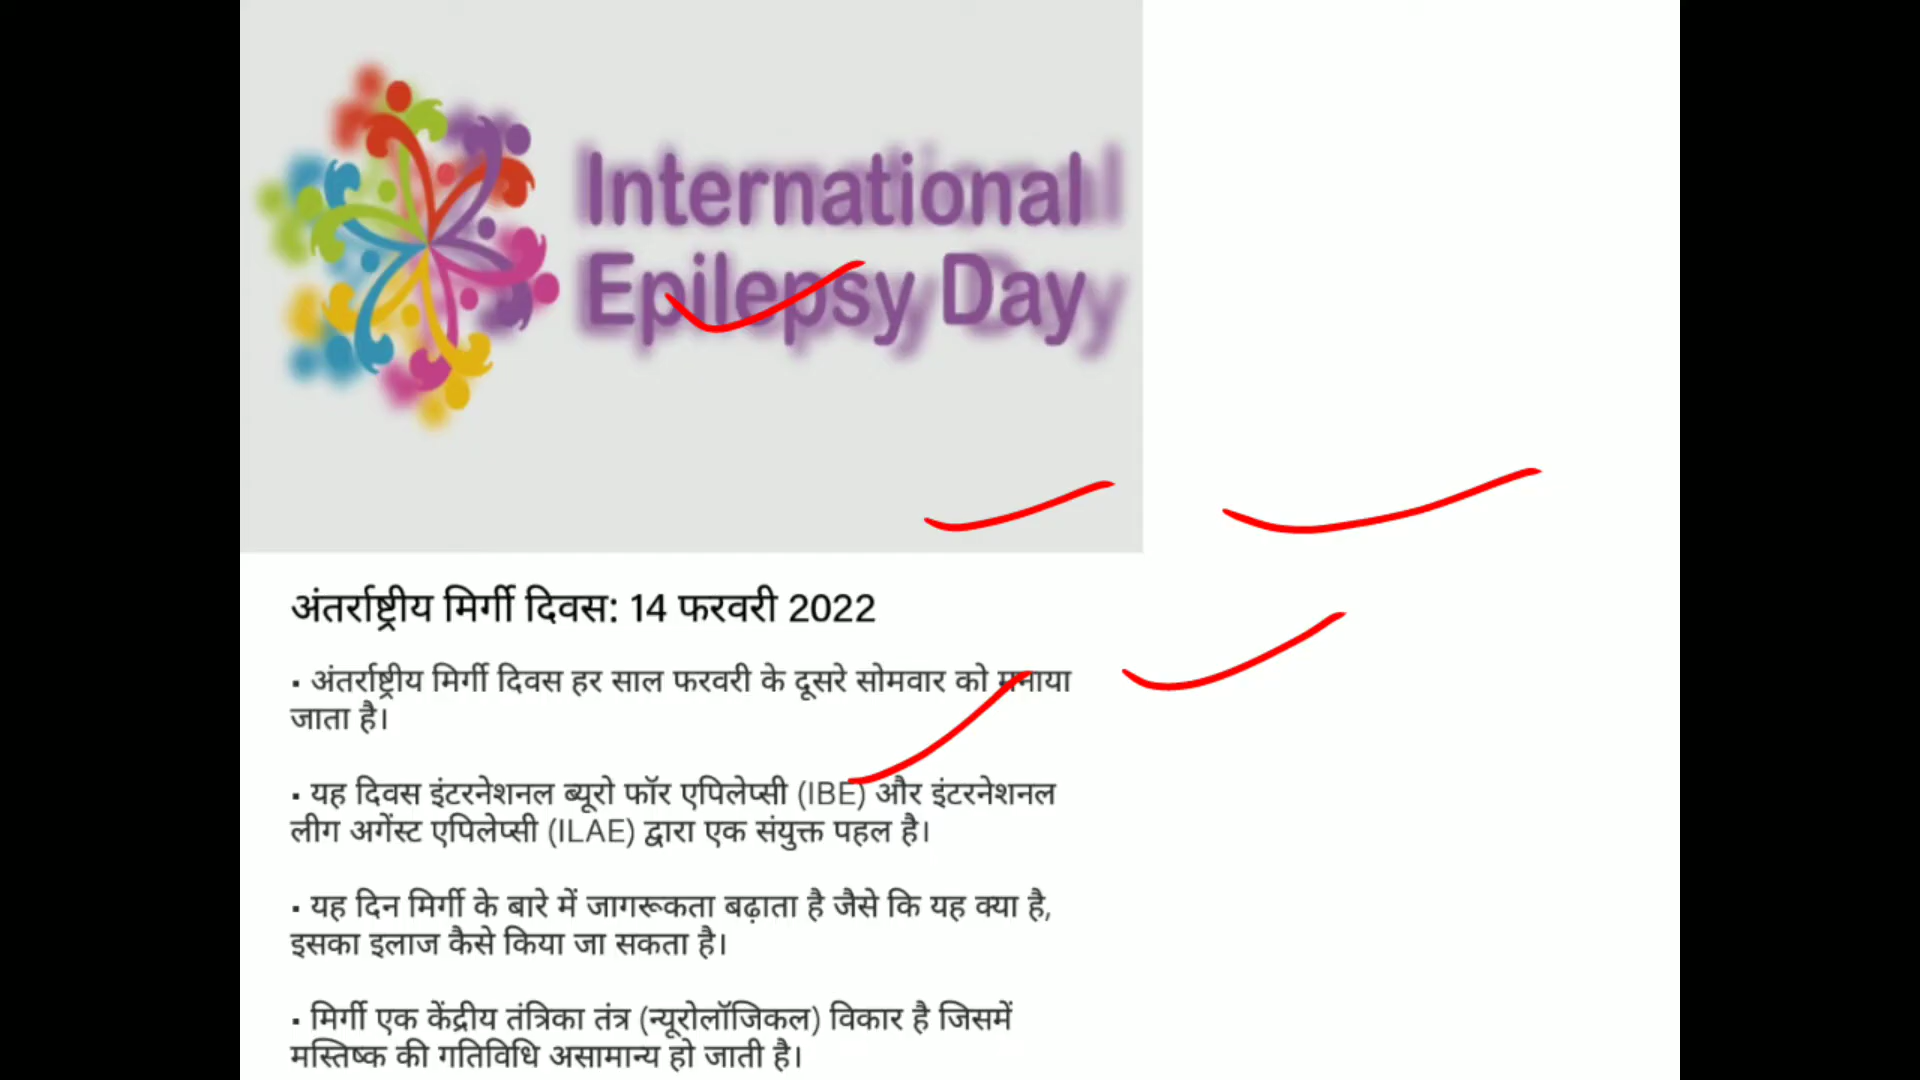 International
Epilepsy Day
अंतर्राष्ट्रीय मिर्गी दिवस: 14 फरवरी 2022
▪ अंतर्राष्ट्रीय मिर्गी दिवस हर साल फरवरी के दूसरे सोमवार को मनाया
जाता है।
▪ यह दिवस इंटरनेशनल ब्यूरो फॉर एपिलेप्सी (IBE) और इंटरनेशनल
लीग अगेंस्ट एपिलेप्सी (ILAE) द्वारा एक संयुक्त पहल है।
▪ यह दिन मिर्गी के बारे में जागरूकता बढ़ाता है जैसे कि यह क्या है,
इसका इलाज कैसे किया जा सकता है।
▪ मिर्गी एक केंद्रीय तंत्रिका तंत्र (न्यूरोलॉजिकल) विकार है जिसमें
मस्तिष्क की गतिविधि असामान्य हो जाती है।